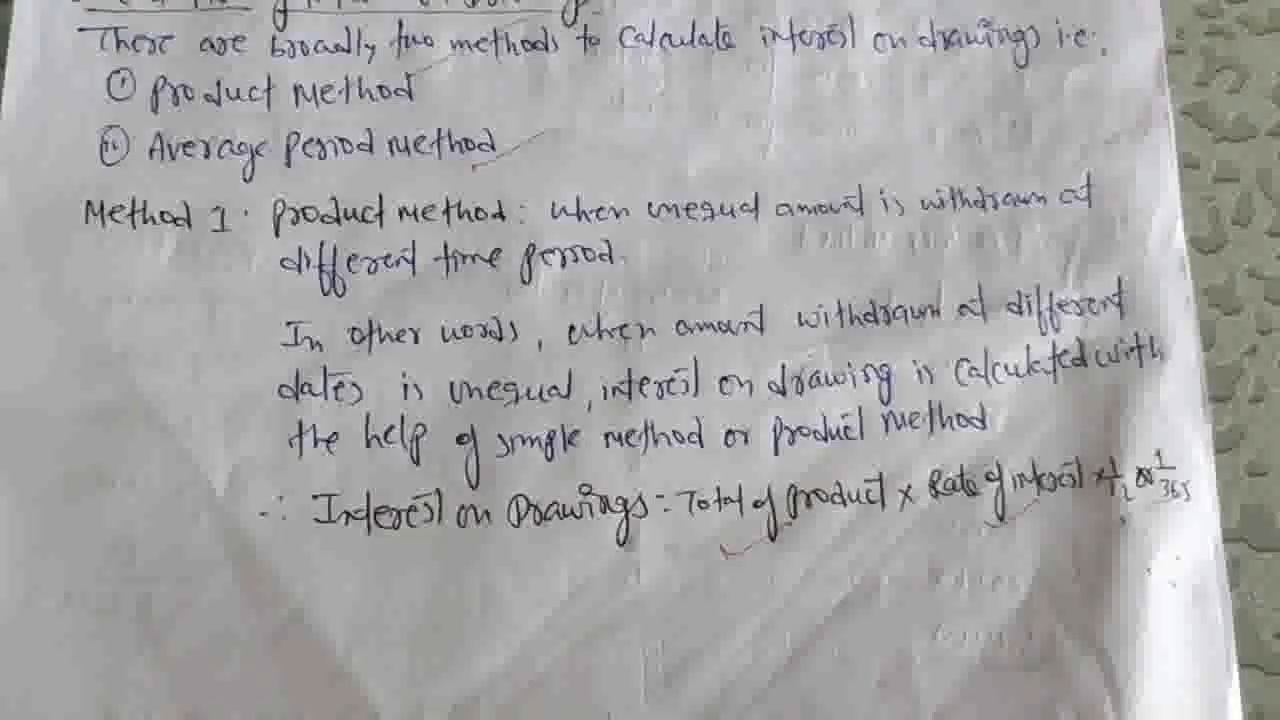 There are broadly two methods to calculate interest on drawings i.e.
(i) Product Method
(ii) Average Period Method
Method 1. Product method: when unequal amount is withdrawn at
different time period.
In other words, when amount withdrawn at different
dates is unequal, interest on drawing is calculated with
the help of simple method or product method
∴ Interest on Drawings = Total of product × Rate of interest × 1/12 or 1/365